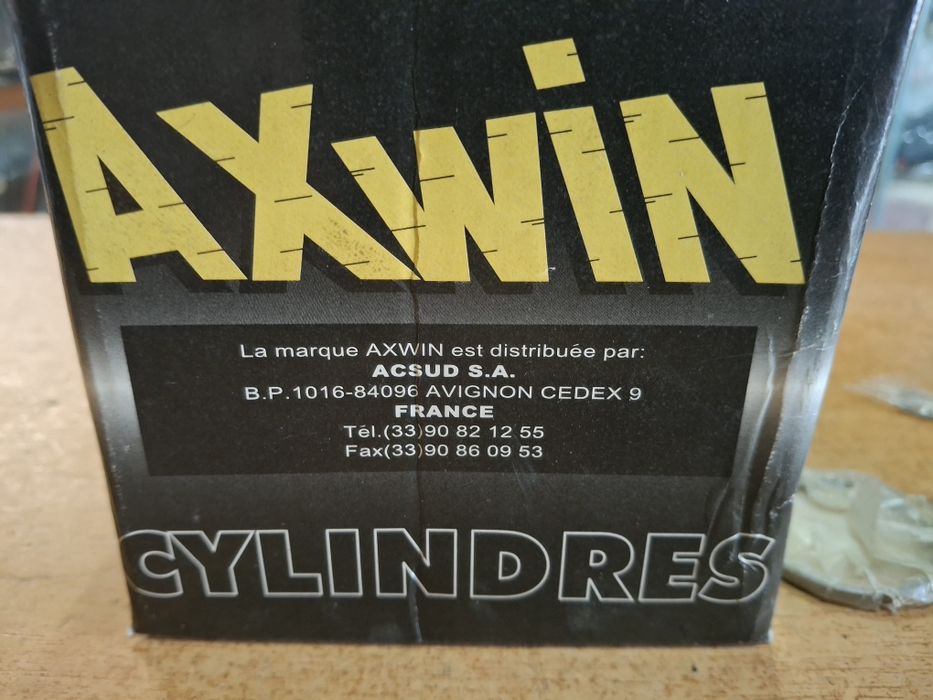 AXWiN
La marque AXWIN est distribuée par:
ACSUD S.A.
B.P.1016-84096 AVIGNON CEDEX 9
FRANCE
Tél.(33)90 82 12 55
Fax(33)90 86 09 53
CYLINDRES